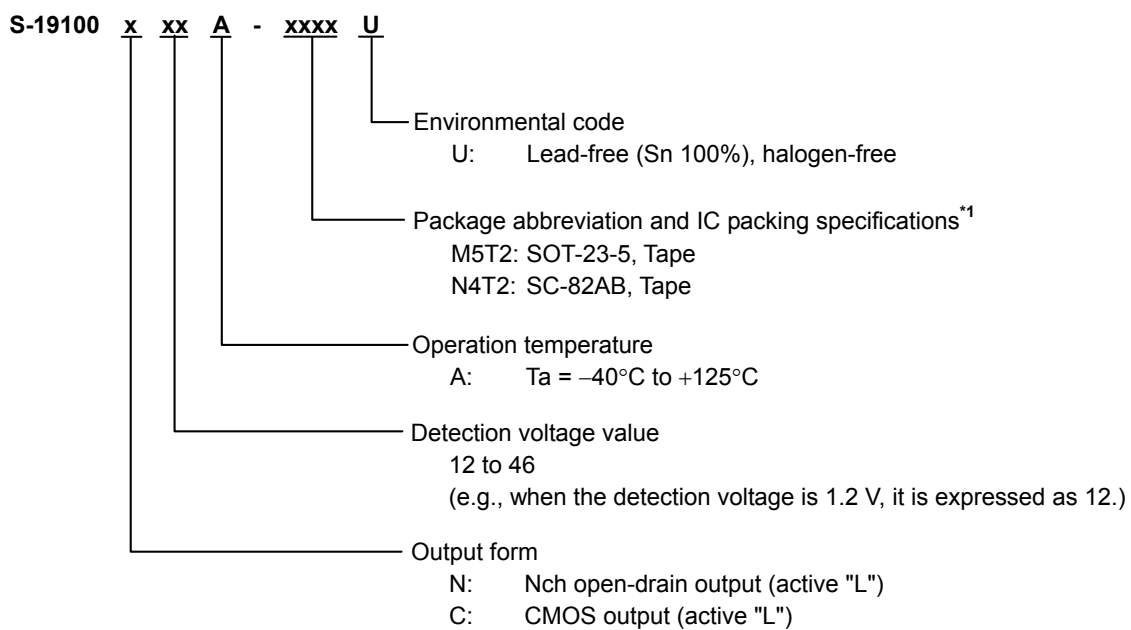 S-19100 x xx A - xxxx U
Environmental code
U: Lead-free (Sn 100%), halogen-free
Package abbreviation and IC packing specifications*1
M5T2: SOT-23-5, Tape
N4T2: SC-82AB, Tape
Operation temperature
A: Ta = −40°C to +125°C
Detection voltage value
12 to 46
(e.g., when the detection voltage is 1.2 V, it is expressed as 12.)
Output form
N: Nch open-drain output (active "L")
C: CMOS output (active "L")